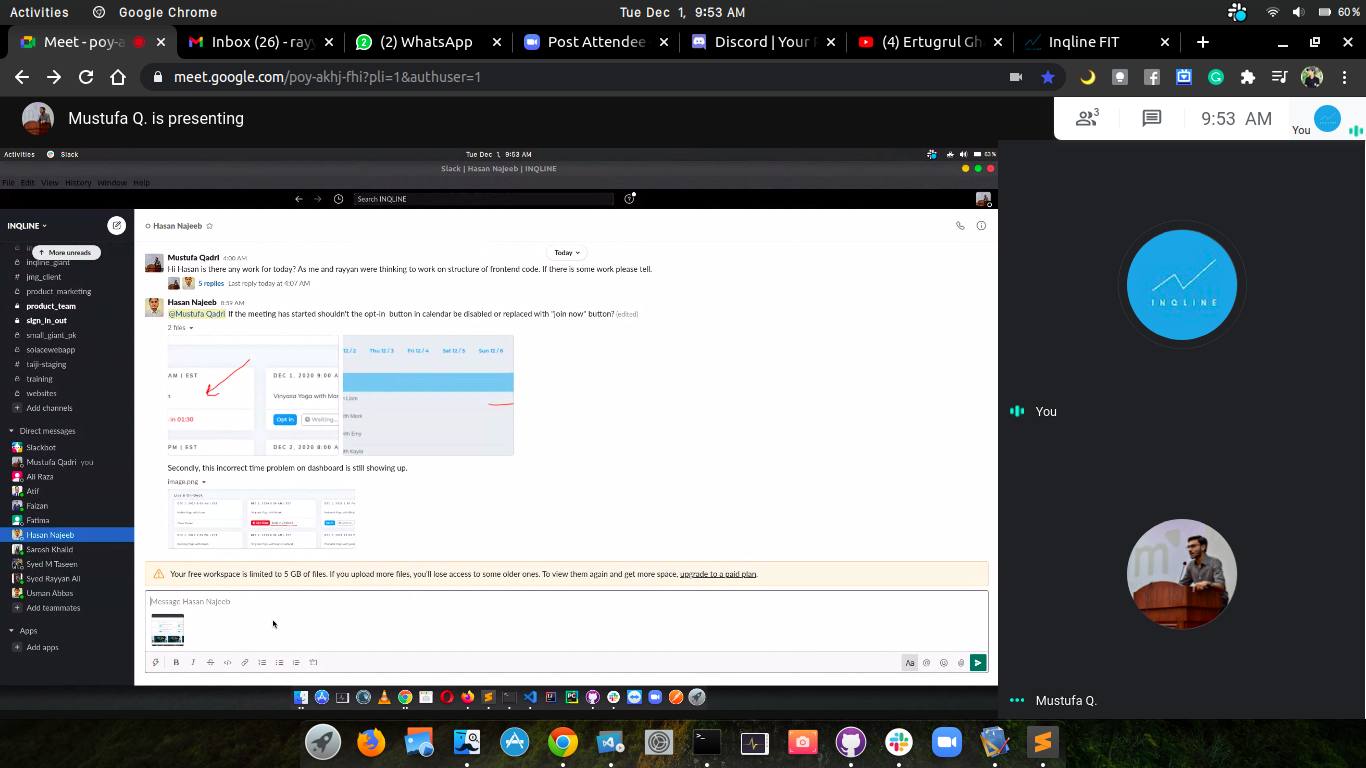 Activities Google Chrome Tue Dec 1, 9:53 AM 60%
Meet - poy-a Inbox (26) - rayy (2) WhatsApp Post Attendee Discord | Your F (4) Ertugrul Gh Inqline FIT
meet.google.com/poy-akhj-fhi?pli=1&authuser=1
Mustufa Q. is presenting
3 9:53 AM You
Activities Slack Tue Dec 1, 9:53 AM 63%
Slack | Hasan Najeeb | INQLINE
File Edit View History Window Help
Search INQLINE
INQLINE
More unreads
inqline_giant
jmg_client
product_marketing
product_team
sign_in_out
small_giant_pk
solacewebapp
taiji-staging
training
websites
Add channels
Direct messages
Slackbot
Mustufa Qadri you
Ali Raza
Atif
Faizan
Fatima
Hasan Najeeb
Sarosh Khalid
Syed M Taseen
Syed Rayyan Ali
Usman Abbas
Add teammates
Apps
Add apps
Hasan Najeeb
Today
Mustufa Qadri 4:00 AM
Hi Hasan is there any work for today? As me and rayyan were thinking to work on structure of frontend code. If there is some work please tell.
5 replies Last reply today at 4:07 AM
Hasan Najeeb 8:59 AM
@Mustufa Qadri If the meeting has started shouldn't the opt-in button in calendar be disabled or replaced with "join now" button? (edited)
2 files
AM | EST
DEC 1, 2020 9:00 A
Vinyasa Yoga with Mar
in 01:30
Opt in Waiting...
PM | EST
DEC 2, 2020 8:00 A
12/2 Thu 12/3 Fri 12/4 Sat 12/5 Sun 12/6
ith Liam
with Mark
with Emy
ith Kayla
Secondly, this incorrect time problem on dashboard is still showing up.
image.png
Your free workspace is limited to 5 GB of files. If you upload more files, you'll lose access to some older ones. To view them again and get more space, upgrade to a paid plan.
Message Hasan Najeeb
B I S Aa @
INQLINE
You
Mustufa Q.